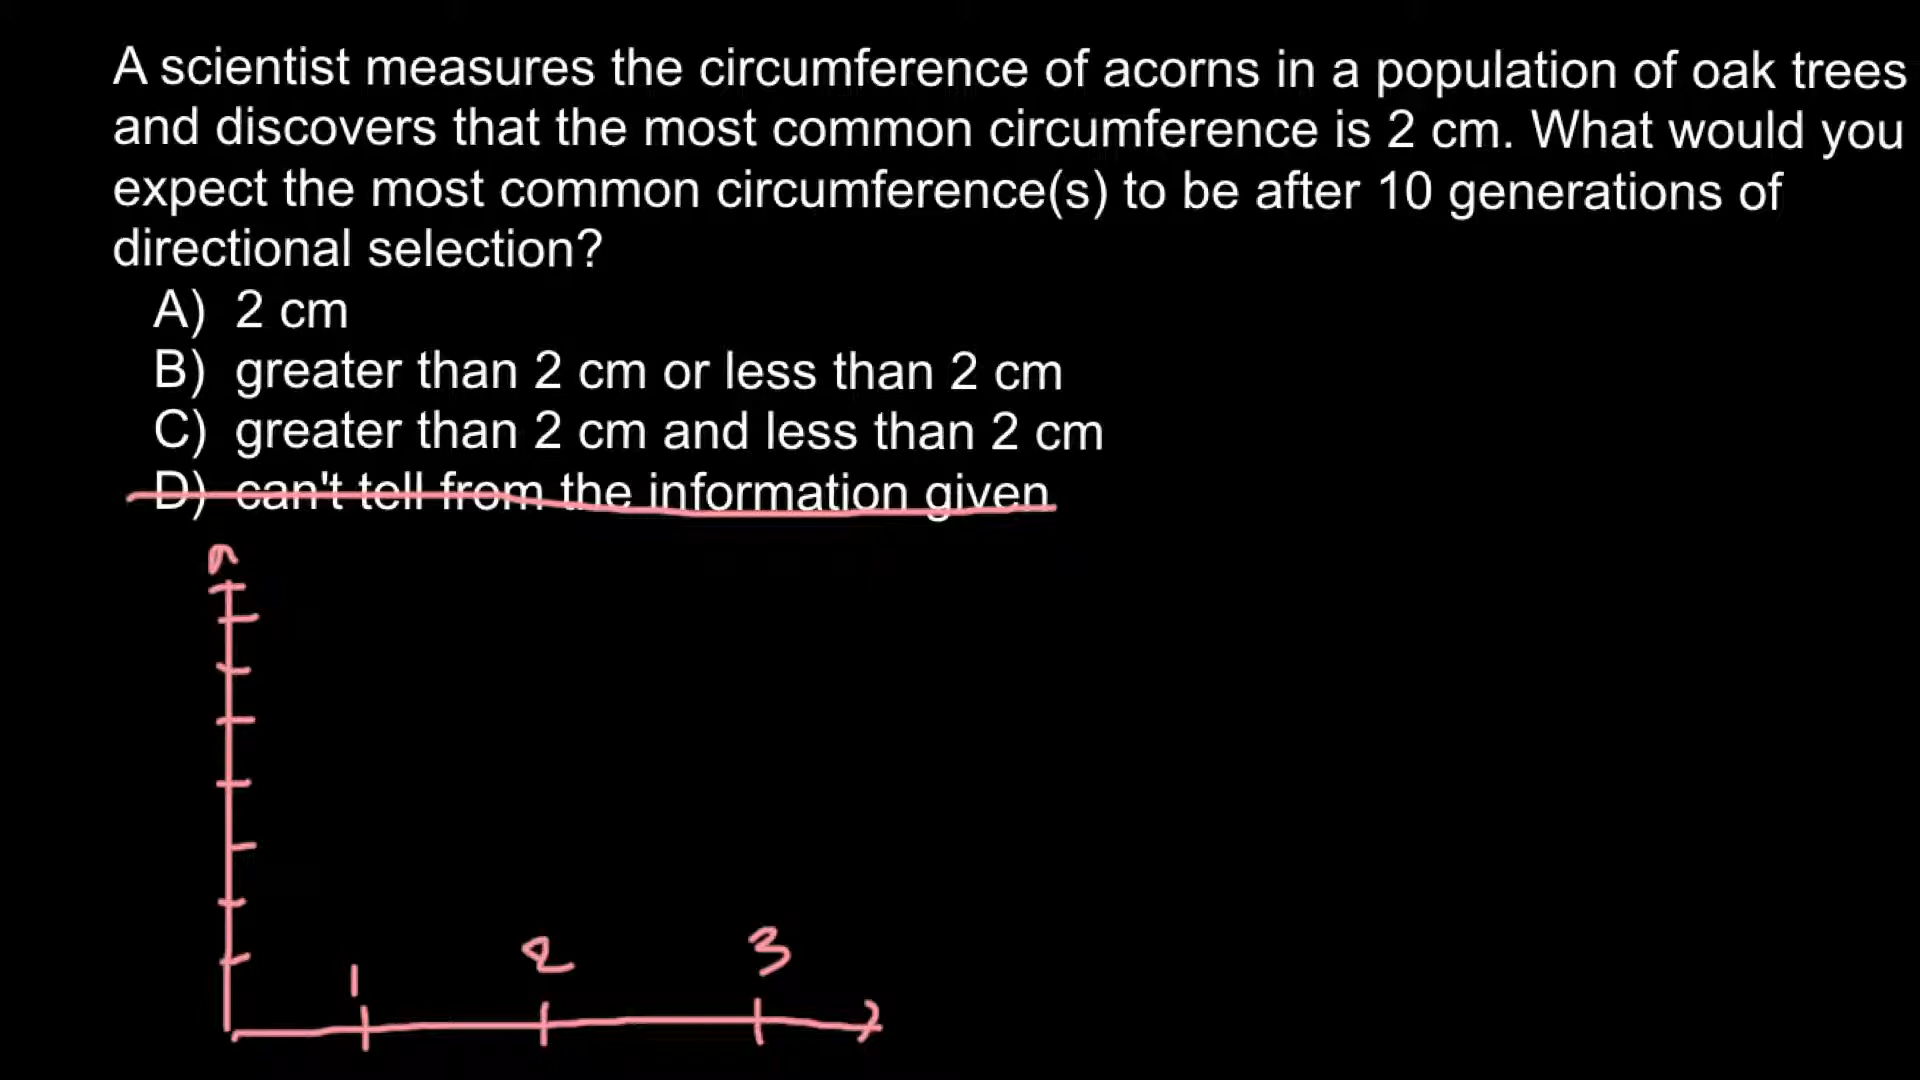 A scientist measures the circumference of acorns in a population of oak trees
and discovers that the most common circumference is 2 cm. What would you
expect the most common circumference(s) to be after 10 generations of
directional selection?
A) 2 cm
B) greater than 2 cm or less than 2 cm
C) greater than 2 cm and less than 2 cm
D) can't tell from the information given
1 2 3